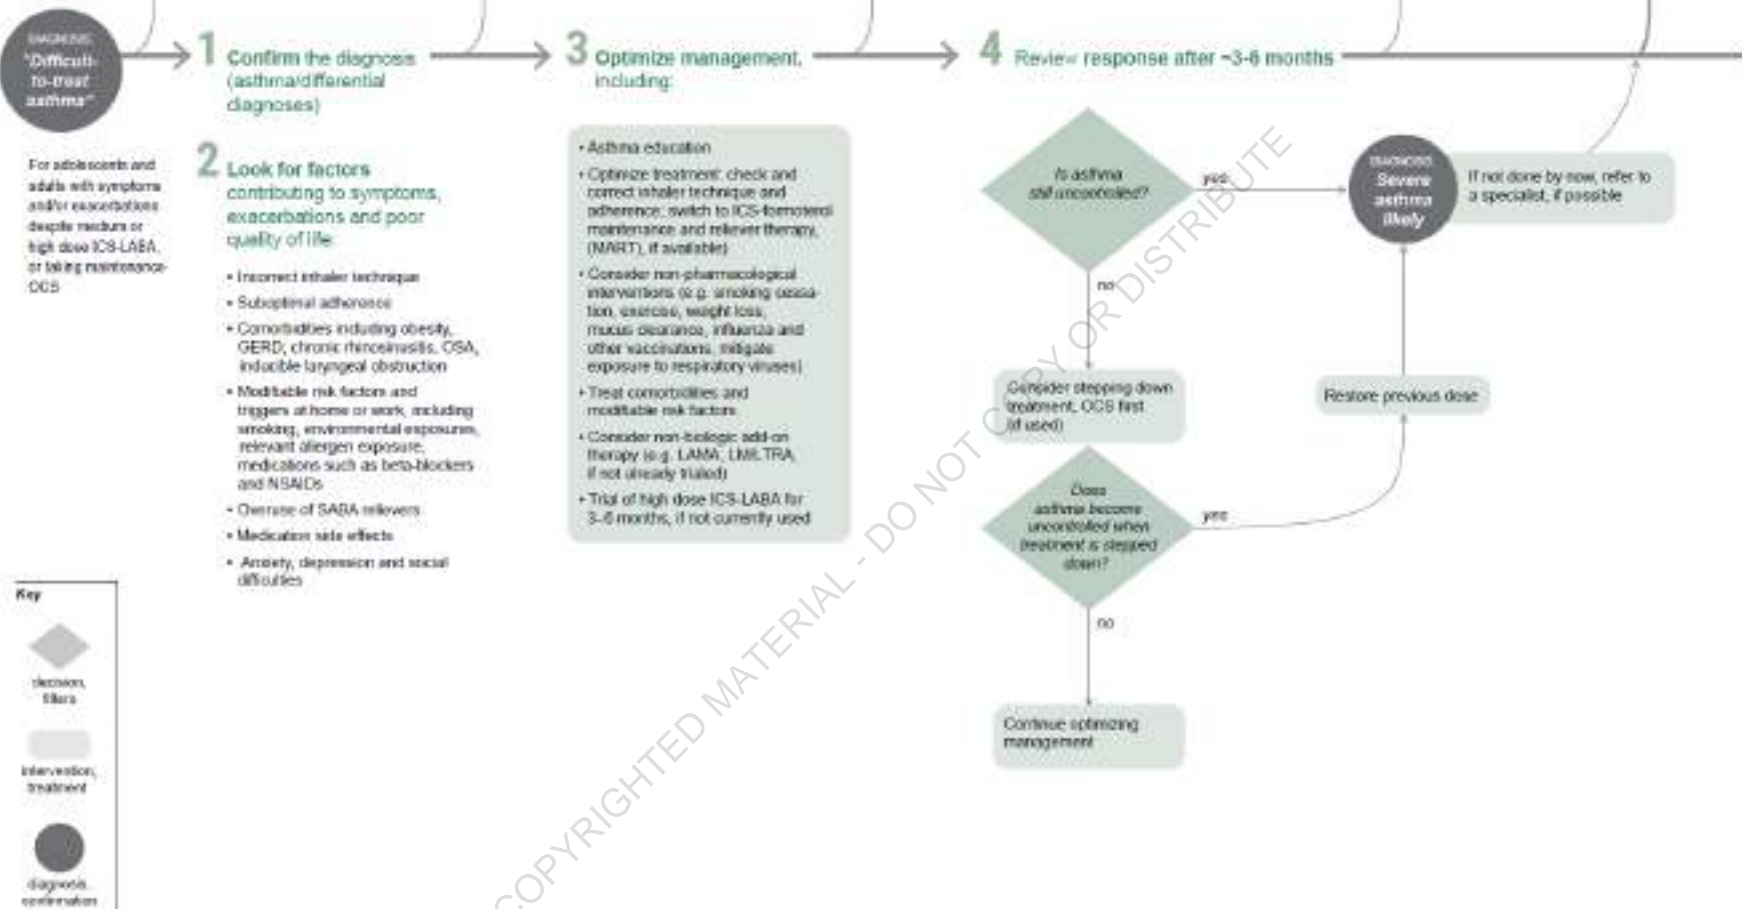 DIAGNOSIS:
"Difficult-
to-treat
asthma"
For adolescents and
adults with symptoms
and/or exacerbations
despite medium or
high dose ICS-LABA,
or taking maintenance
OCS
1 Confirm the diagnosis
(asthma/differential
diagnoses)
2 Look for factors
contributing to symptoms,
exacerbations and poor
quality of life
• Incorrect inhaler technique
• Suboptimal adherence
• Comorbidities including obesity,
GERD, chronic rhinosinusitis, OSA,
inducible laryngeal obstruction
• Modifiable risk factors and
triggers at home or work, including
smoking, environmental exposures,
relevant allergen exposure,
medications such as beta-blockers
and NSAIDs
• Overuse of SABA relievers
• Medication side effects
• Anxiety, depression and social
difficulties
3 Optimize management,
including:
• Asthma education
• Optimize treatment: check and
correct inhaler technique and
adherence; switch to ICS-formoterol
maintenance and reliever therapy,
(MART), if available)
• Consider non-pharmacological
interventions (e.g. smoking cessa-
tion, exercise, weight loss,
mucus clearance, influenza and
other vaccinations, mitigate
exposure to respiratory viruses)
• Treat comorbidities and
modifiable risk factors
• Consider non-biologic add-on
therapy (e.g. LAMA, LM/LTRA,
if not already trialed)
• Trial of high dose ICS-LABA for
3-6 months, if not currently used
4 Review response after ~3-6 months
Is asthma
still uncontrolled?
yes
DIAGNOSIS:
Severe
asthma
likely
If not done by now, refer to
a specialist, if possible
no
Consider stepping down
treatment, OCS first
(if used)
Restore previous dose
Does
asthma become
uncontrolled when
treatment is stepped
down?
yes
no
Continue optimizing
management
Key
decision,
filters
intervention,
treatment
diagnosis,
confirmation
COPYRIGHTED MATERIAL - DO NOT COPY OR DISTRIBUTE